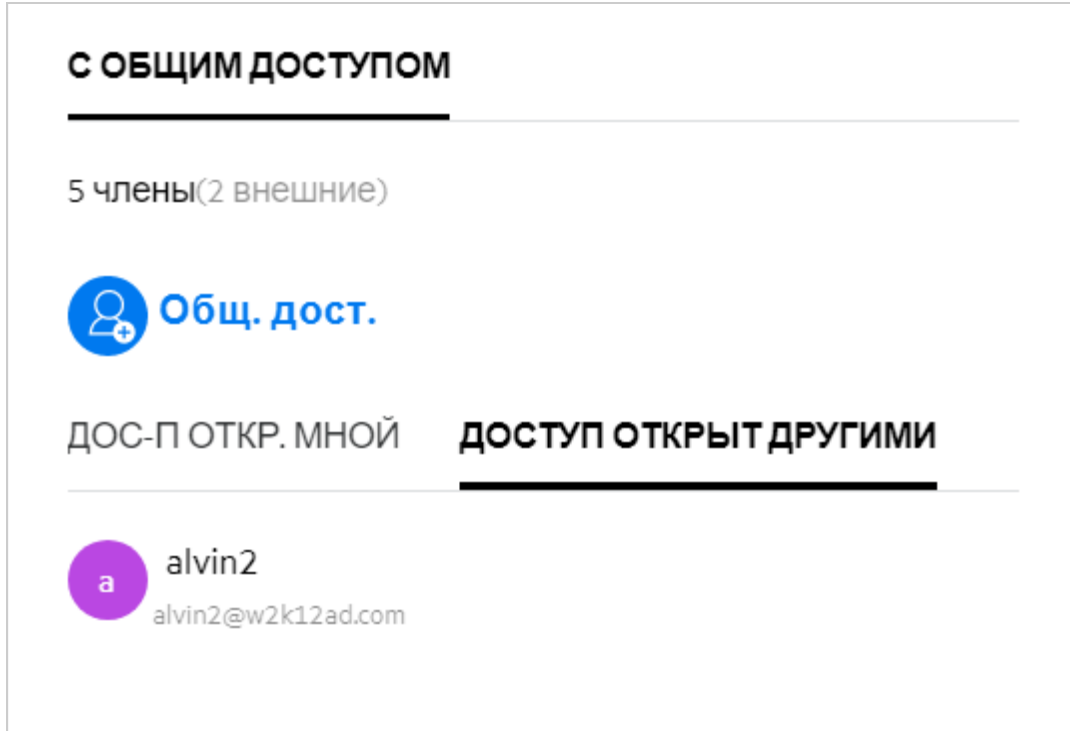 С ОБЩИМ ДОСТУПОМ
5 члены(2 внешние)
Общ. дост.
ДОС-П ОТКР. МНОЙ ДОСТУП ОТКРЫТ ДРУГИМИ
a alvin2
alvin2@w2k12ad.com